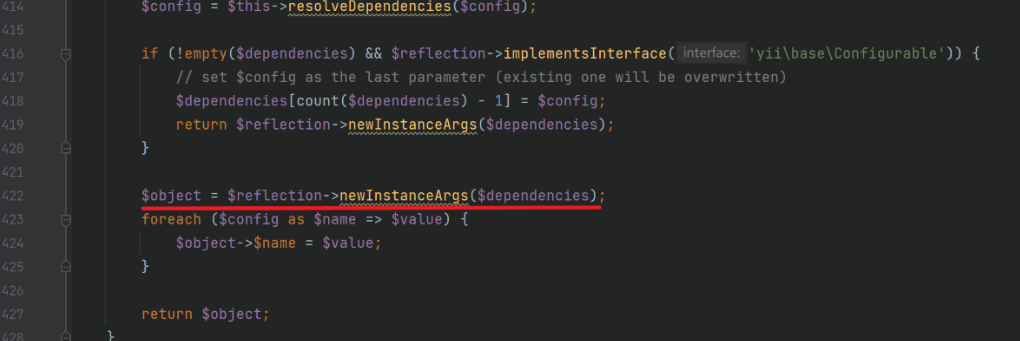 414 $config = $this->resolveDependencies($config);
415
416 if (!empty($dependencies) && $reflection->implementsInterface( interface: 'yii\base\Configurable')) {
417 // set $config as the last parameter (existing one will be overwritten)
418 $dependencies[count($dependencies) - 1] = $config;
419 return $reflection->newInstanceArgs($dependencies);
420 }
421
422 $object = $reflection->newInstanceArgs($dependencies);
423 foreach ($config as $name => $value) {
424 $object->$name = $value;
425 }
426
427 return $object;
428 }